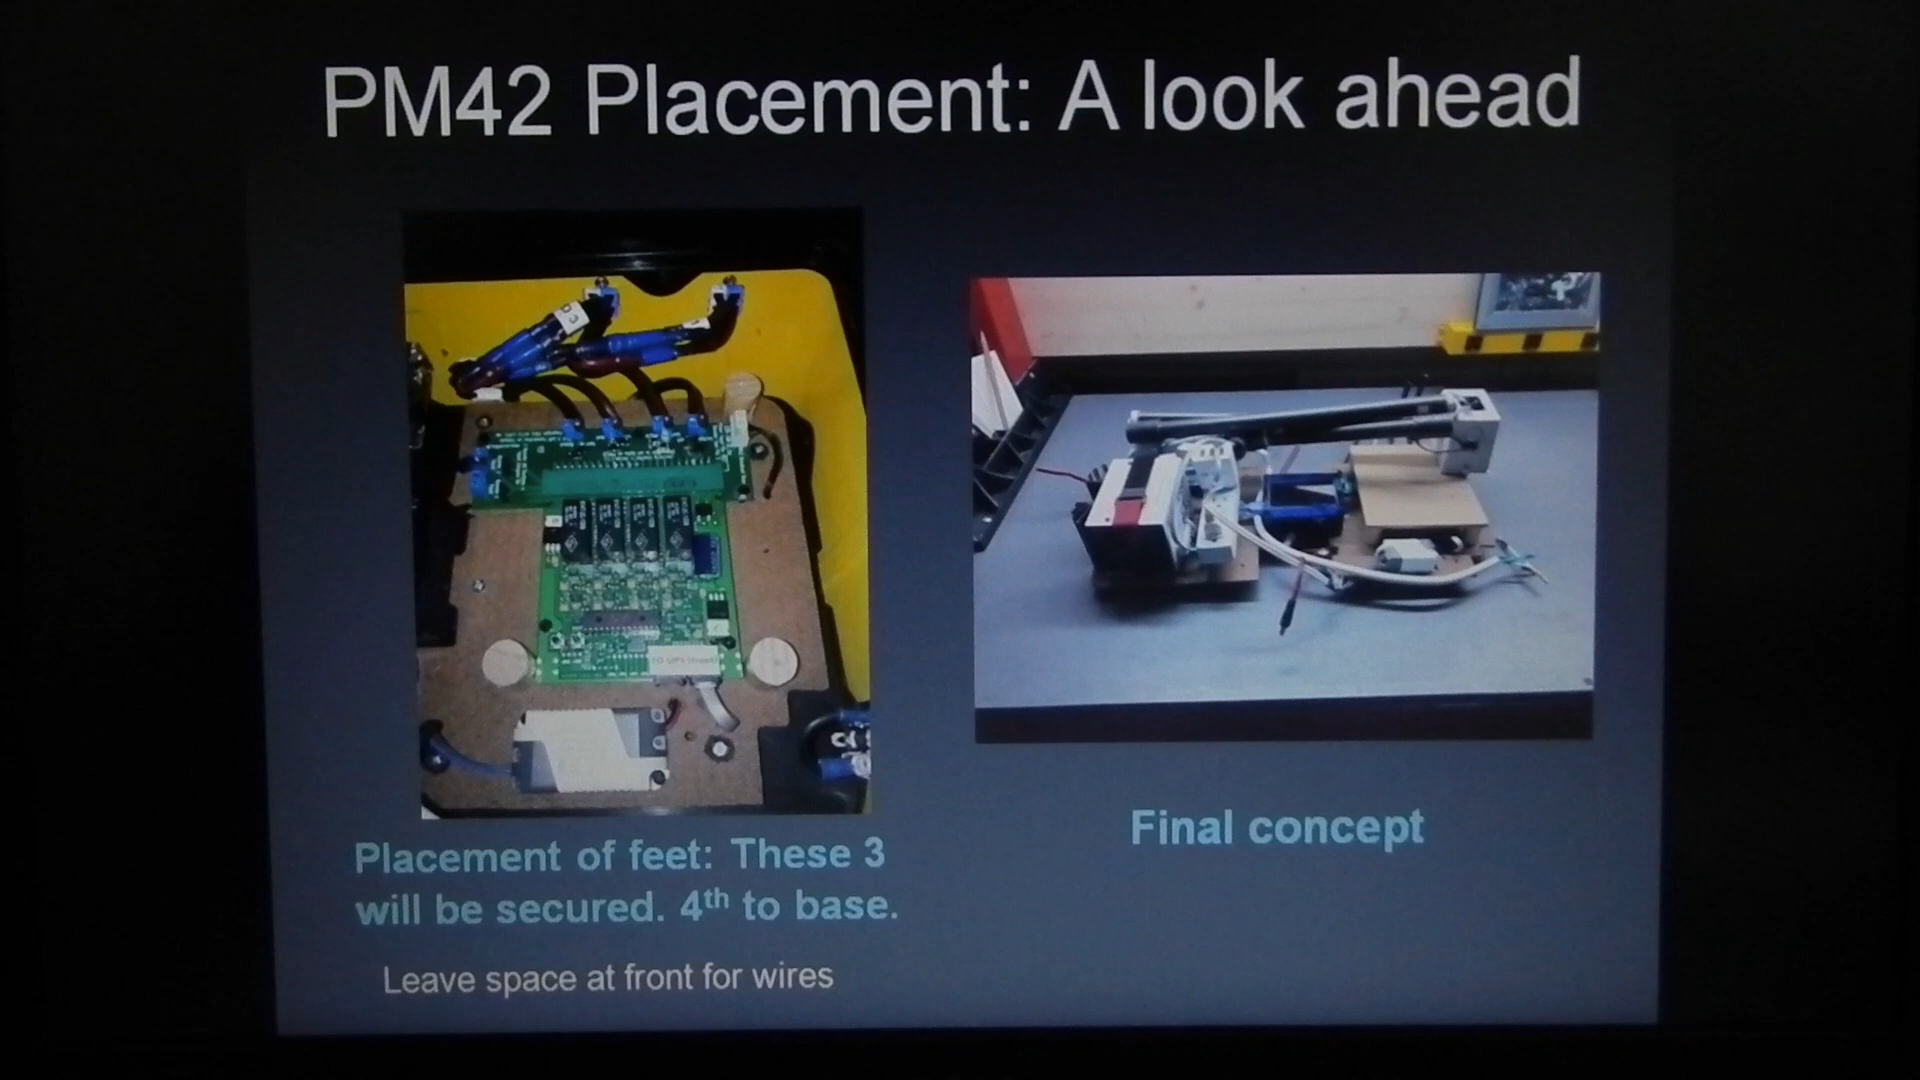 PM42 Placement: A look ahead
Placement of feet: These 3
will be secured. 4th to base.
Leave space at front for wires
Final concept